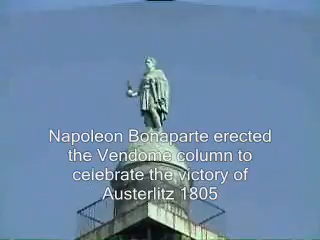 Napoleon Bonaparte erected
the Vendome column to
celebrate the victory of
Austerlitz 1805